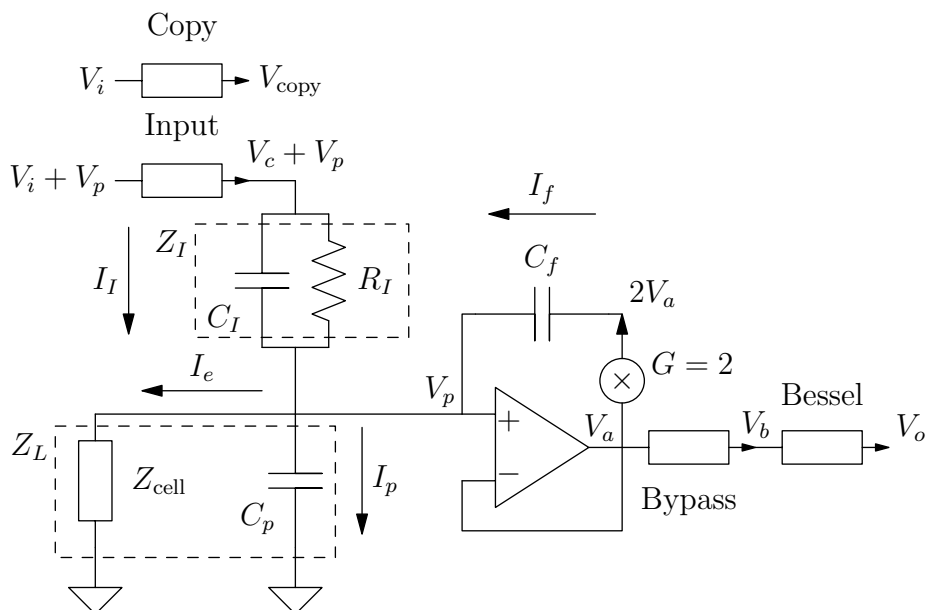 Copy
V_i
V_copy
Input
V_i + V_p
V_c + V_p
I_f
Z_I
C_f
I_I
R_I
C_I
2V_a
I_e
G = 2
V_p
+
×
V_a
V_b
Bessel
V_o
Z_L
Z_cell
I_p
−
C_p
Bypass